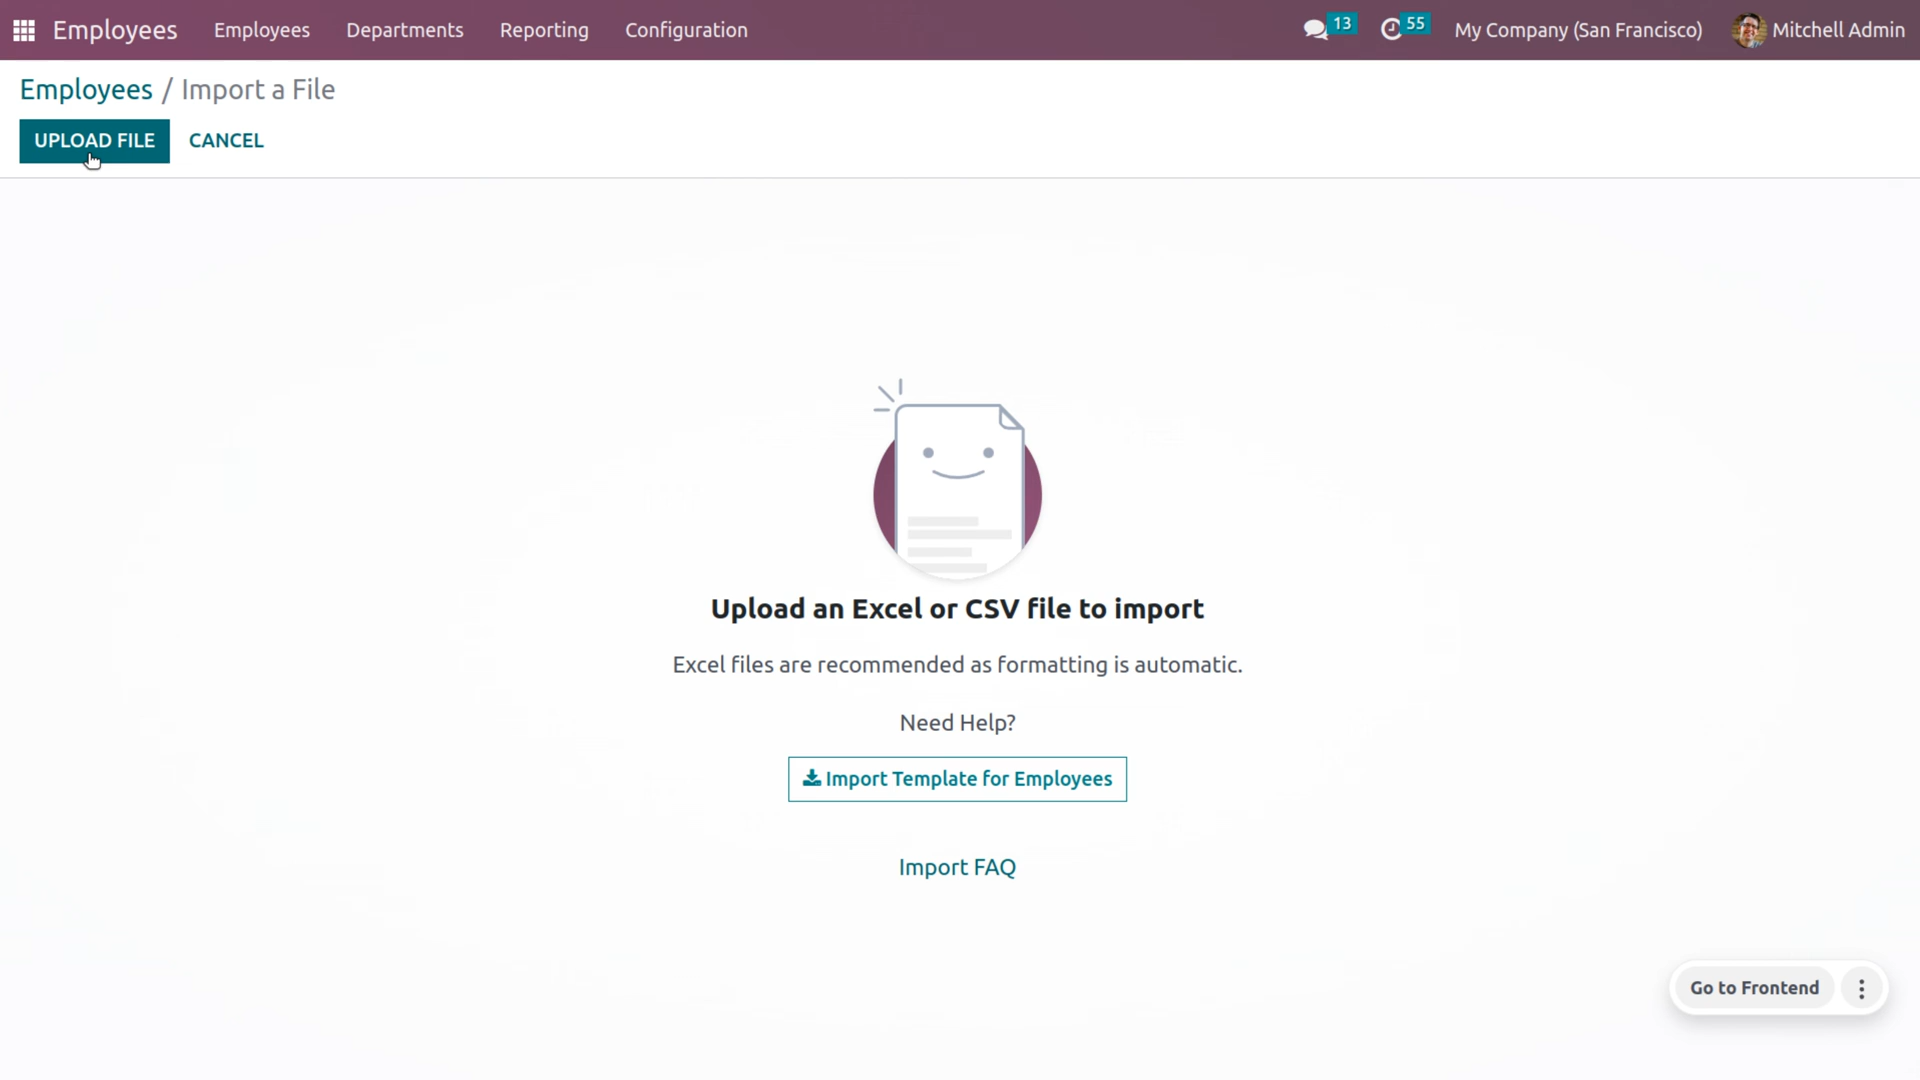 Employees Employees Departments Reporting Configuration 13 55 My Company (San Francisco) Mitchell Admin
Employees / Import a File
UPLOAD FILE CANCEL
Upload an Excel or CSV file to import
Excel files are recommended as formatting is automatic.
Need Help?
Import Template for Employees
Import FAQ
Go to Frontend